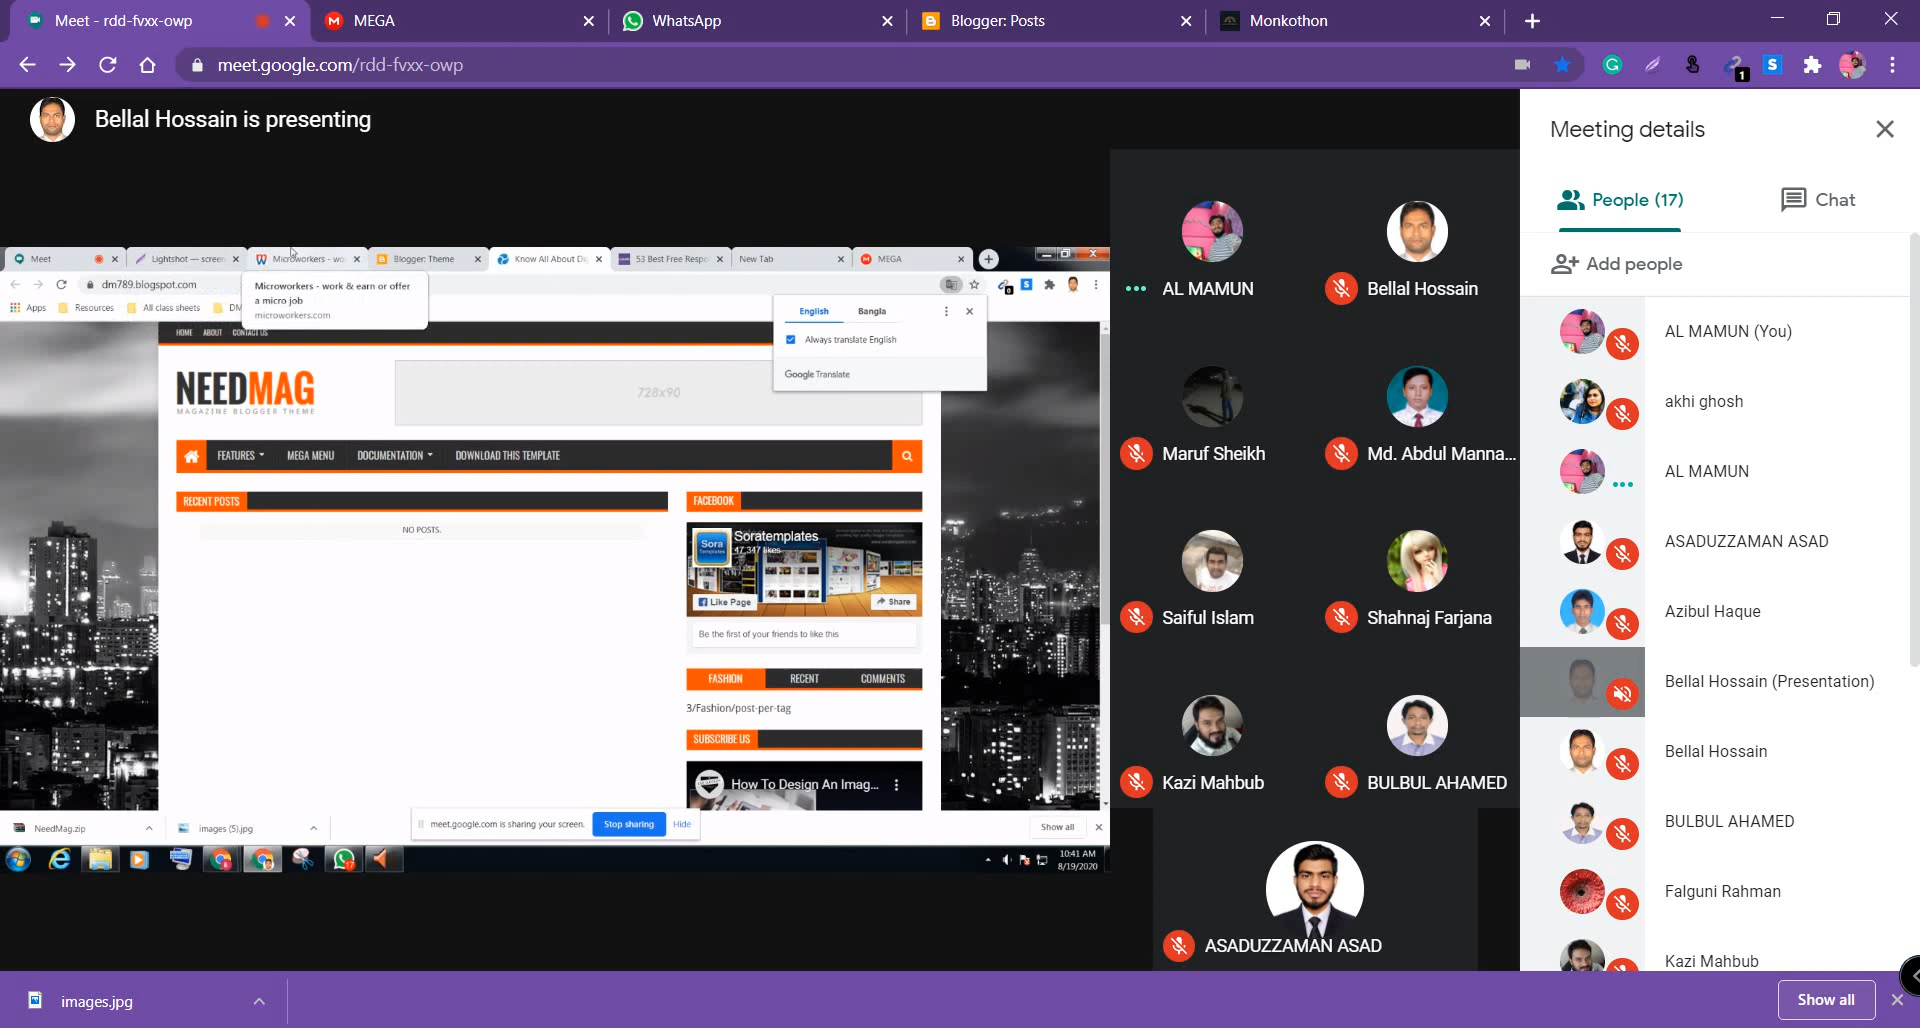 Meet - rdd-fvxx-owp
MEGA
WhatsApp
Blogger: Posts
Monkothon
meet.google.com/rdd-fvxx-owp
1
Bellal Hossain is presenting
Meet
Lightshot — screen
Microworkers - wo
Blogger: Theme
Know All About Di
53 Best Free Respo
New Tab
MEGA
dm789.blogspot.com
Apps
Resources
All class sheets
DM
Microworkers - work & earn or offer
a micro job
microworkers.com
English
Bangla
Always translate English
Google Translate
HOME
ABOUT
CONTACT US
NEEDMAG
MAGAZINE BLOGGER THEME
728x90
FEATURES
MEGA MENU
DOCUMENTATION
DOWNLOAD THIS TEMPLATE
RECENT POSTS
NO POSTS.
FACEBOOK
Sora
Templates
Soratemplates
47,347 likes
Like Page
Share
Be the first of your friends to like this
FASHION
RECENT
COMMENTS
3/Fashion/post-per-tag
SUBSCRIBE US
How To Design An Imag...
NeedMag.zip
images (5).jpg
meet.google.com is sharing your screen.
Stop sharing
Hide
Show all
10:41 AM
8/19/2020
AL MAMUN
Bellal Hossain
Maruf Sheikh
Md. Abdul Manna...
Saiful Islam
Shahnaj Farjana
Kazi Mahbub
BULBUL AHAMED
ASADUZZAMAN ASAD
Meeting details
People (17)
Chat
Add people
AL MAMUN (You)
akhi ghosh
AL MAMUN
ASADUZZAMAN ASAD
Azibul Haque
Bellal Hossain (Presentation)
Bellal Hossain
BULBUL AHAMED
Falguni Rahman
Kazi Mahbub
images.jpg
Show all